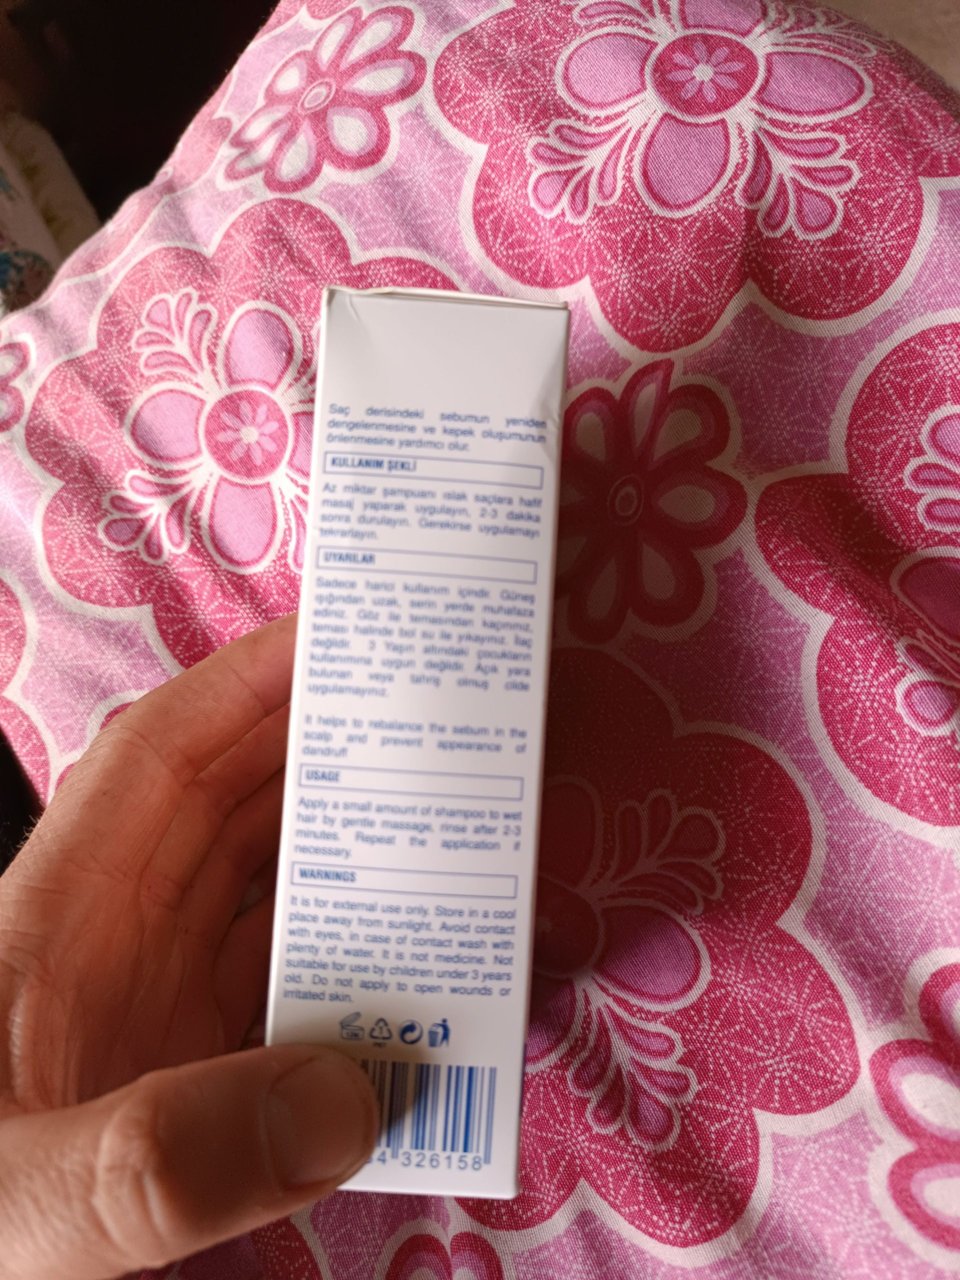 Saç derisindeki sebumun yeniden
dengelenmesine ve kepek oluşumunun
önlenmesine yardımcı olur.
KULLANIM ŞEKLİ
Az miktar şampuanı ıslak saçlara hafif
masaj yaparak uygulayın, 2-3 dakika
sonra durulayın. Gerekirse uygulamayı
tekrarlayın.
UYARILAR
Sadece harici kullanım içindir. Güneş
ışığından uzak, serin yerde muhafaza
ediniz. Göz ile temasından kaçınınız,
teması halinde bol su ile yıkayınız. İlaç
değildir. 3 Yaşın altındaki çocukların
kullanımına uygun değildir. Açık yara
bulunan veya tahriş olmuş cilde
uygulamayınız.
It helps to rebalance the sebum in the
scalp and prevent appearance of
dandruff
USAGE
Apply a small amount of shampoo to wet
hair by gentle massage, rinse after 2-3
minutes. Repeat the application if
necessary.
WARNINGS
It is for external use only. Store in a cool
place away from sunlight. Avoid contact
with eyes, in case of contact wash with
plenty of water. It is not medicine. Not
suitable for use by children under 3 years
old. Do not apply to open wounds or
irritated skin.
4 326158